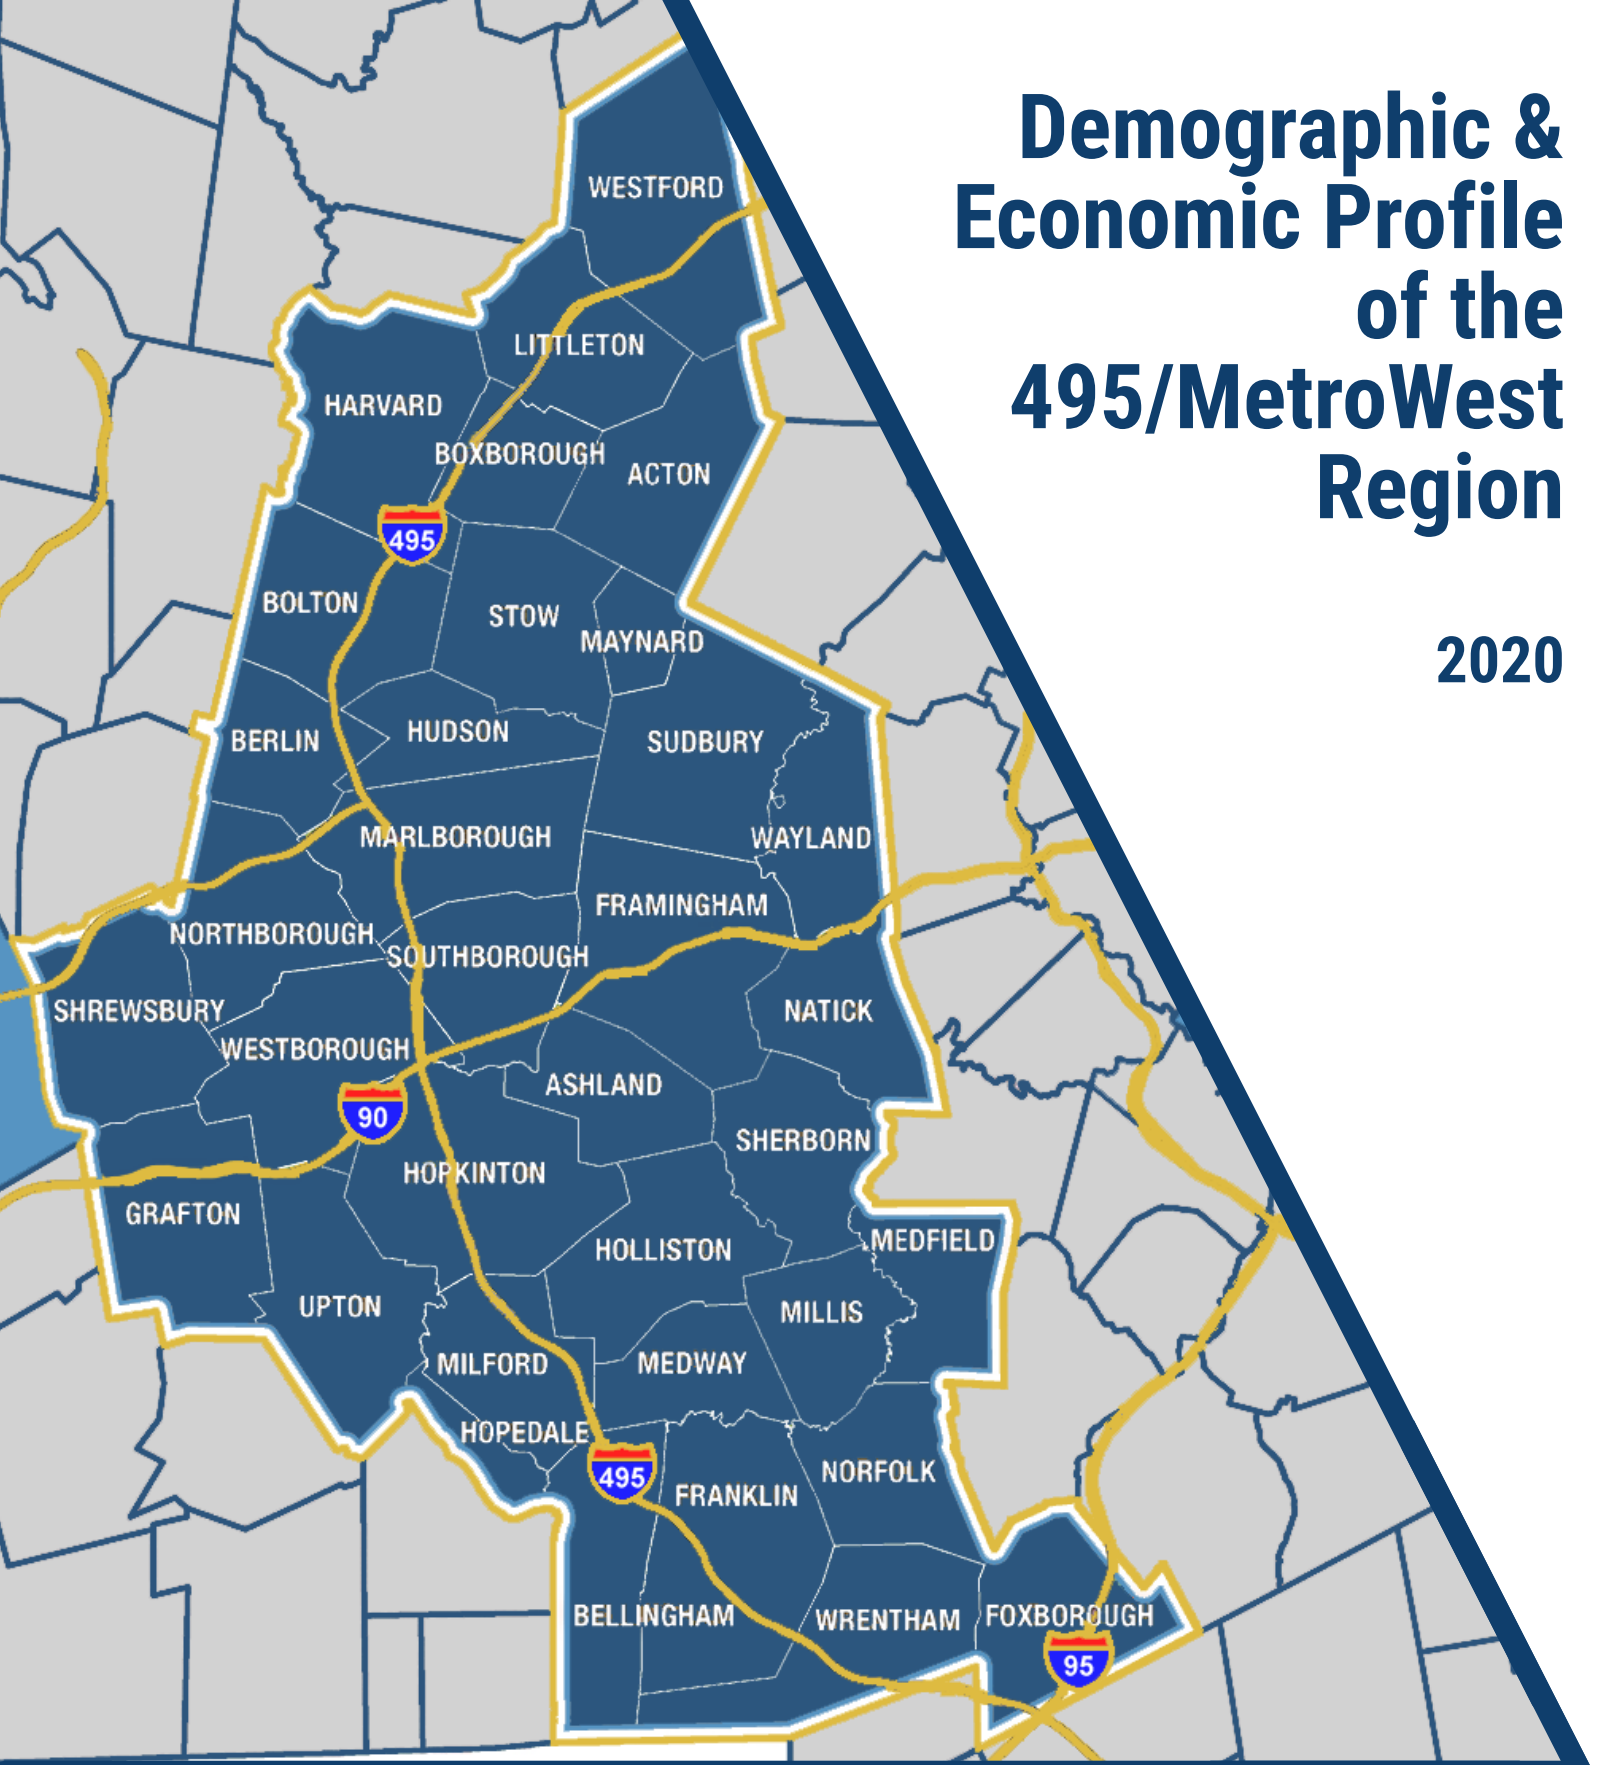 Demographic &
Economic Profile
of the
495/MetroWest
Region
2020
WESTFORD
LITTLETON
HARVARD
BOXBOROUGH
ACTON
495
BOLTON
STOW
MAYNARD
BERLIN
HUDSON
SUDBURY
MARLBOROUGH
WAYLAND
FRAMINGHAM
NORTHBOROUGH
SOUTHBOROUGH
SHREWSBURY
NATICK
WESTBOROUGH
ASHLAND
90
SHERBORN
HOPKINTON
GRAFTON
MEDFIELD
HOLLISTON
UPTON
MILLIS
MILFORD
MEDWAY
HOPEDALE
495
NORFOLK
FRANKLIN
BELLINGHAM
WRENTHAM
FOXBOROUGH
95